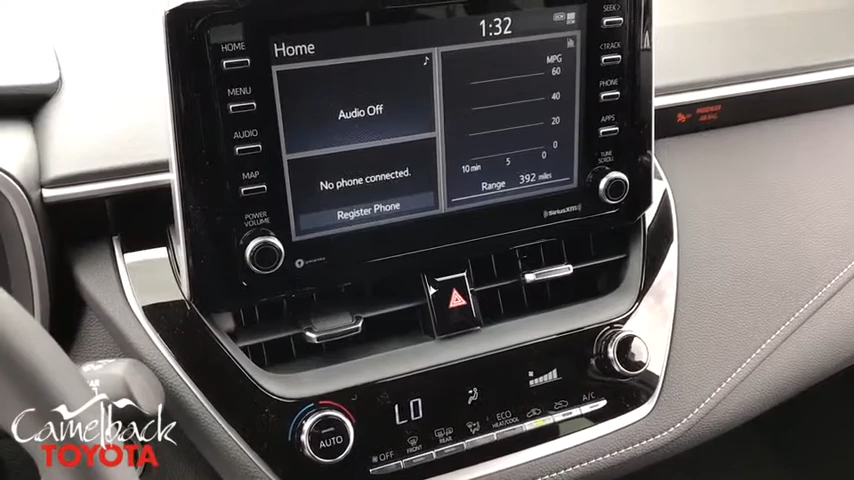 1:32
Home
Audio Off
No phone connected.
Register Phone
MPG
60
40
20
0
10 min 5 0
Range 392 miles
HOME
MENU
AUDIO
MAP
POWER
VOLUME
SEEK>
<TRACK
PHONE
APPS
TUNE
SCROLL
SiriusXM
PASSENGER
AIR BAG
LO
AUTO
OFF
FRONT
REAR
ECO
HEAT/COOL
A/C
Camelback
TOYOTA